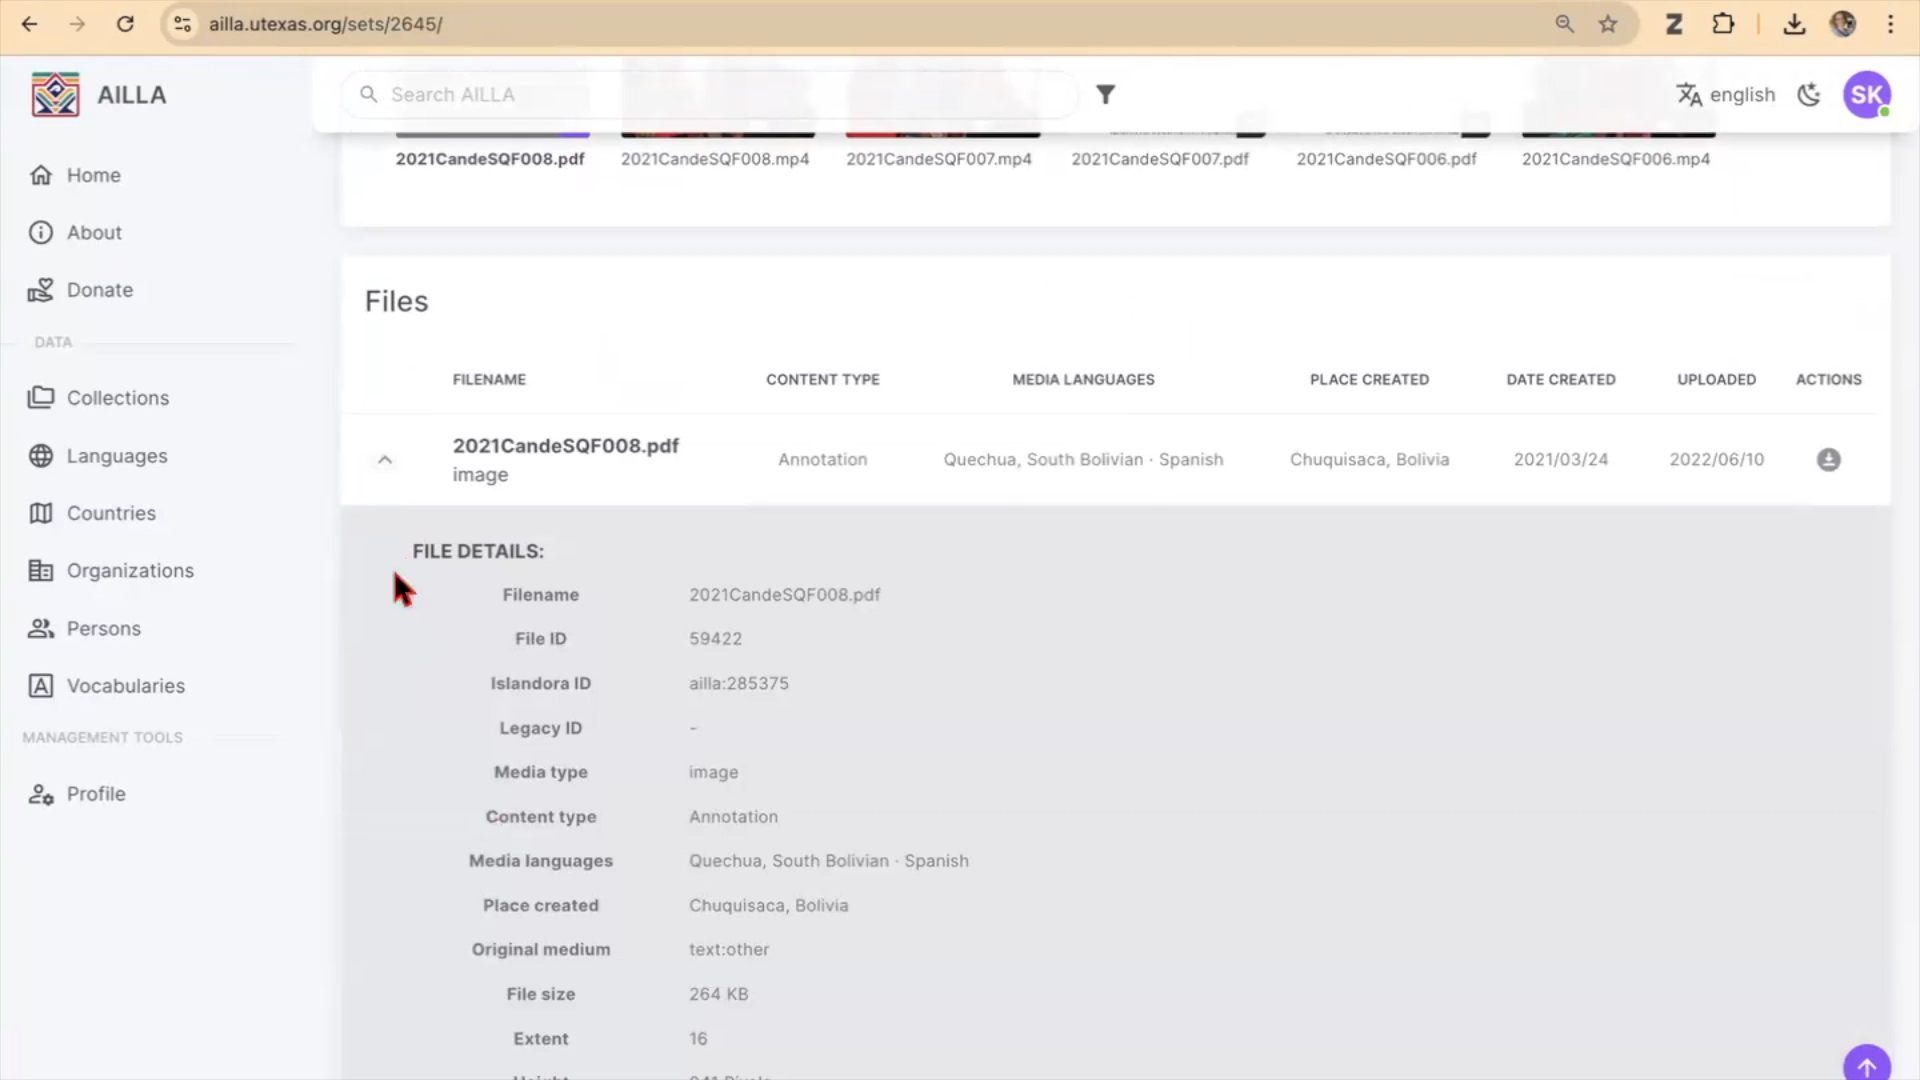 ailla.utexas.org/sets/2645/
AILLA
Search AILLA
english
SK
Home
About
Donate
DATA
Collections
Languages
Countries
Organizations
Persons
Vocabularies
MANAGEMENT TOOLS
Profile
2021CandeSQF008.pdf
2021CandeSQF008.mp4
2021CandeSQF007.mp4
2021CandeSQF007.pdf
2021CandeSQF006.pdf
2021CandeSQF006.mp4
Files
FILENAME CONTENT TYPE MEDIA LANGUAGES PLACE CREATED DATE CREATED UPLOADED ACTIONS
2021CandeSQF008.pdf
image
Annotation Quechua, South Bolivian · Spanish Chuquisaca, Bolivia 2021/03/24 2022/06/10
FILE DETAILS:
Filename 2021CandeSQF008.pdf
File ID 59422
Islandora ID ailla:285375
Legacy ID -
Media type image
Content type Annotation
Media languages Quechua, South Bolivian · Spanish
Place created Chuquisaca, Bolivia
Original medium text:other
File size 264 KB
Extent 16